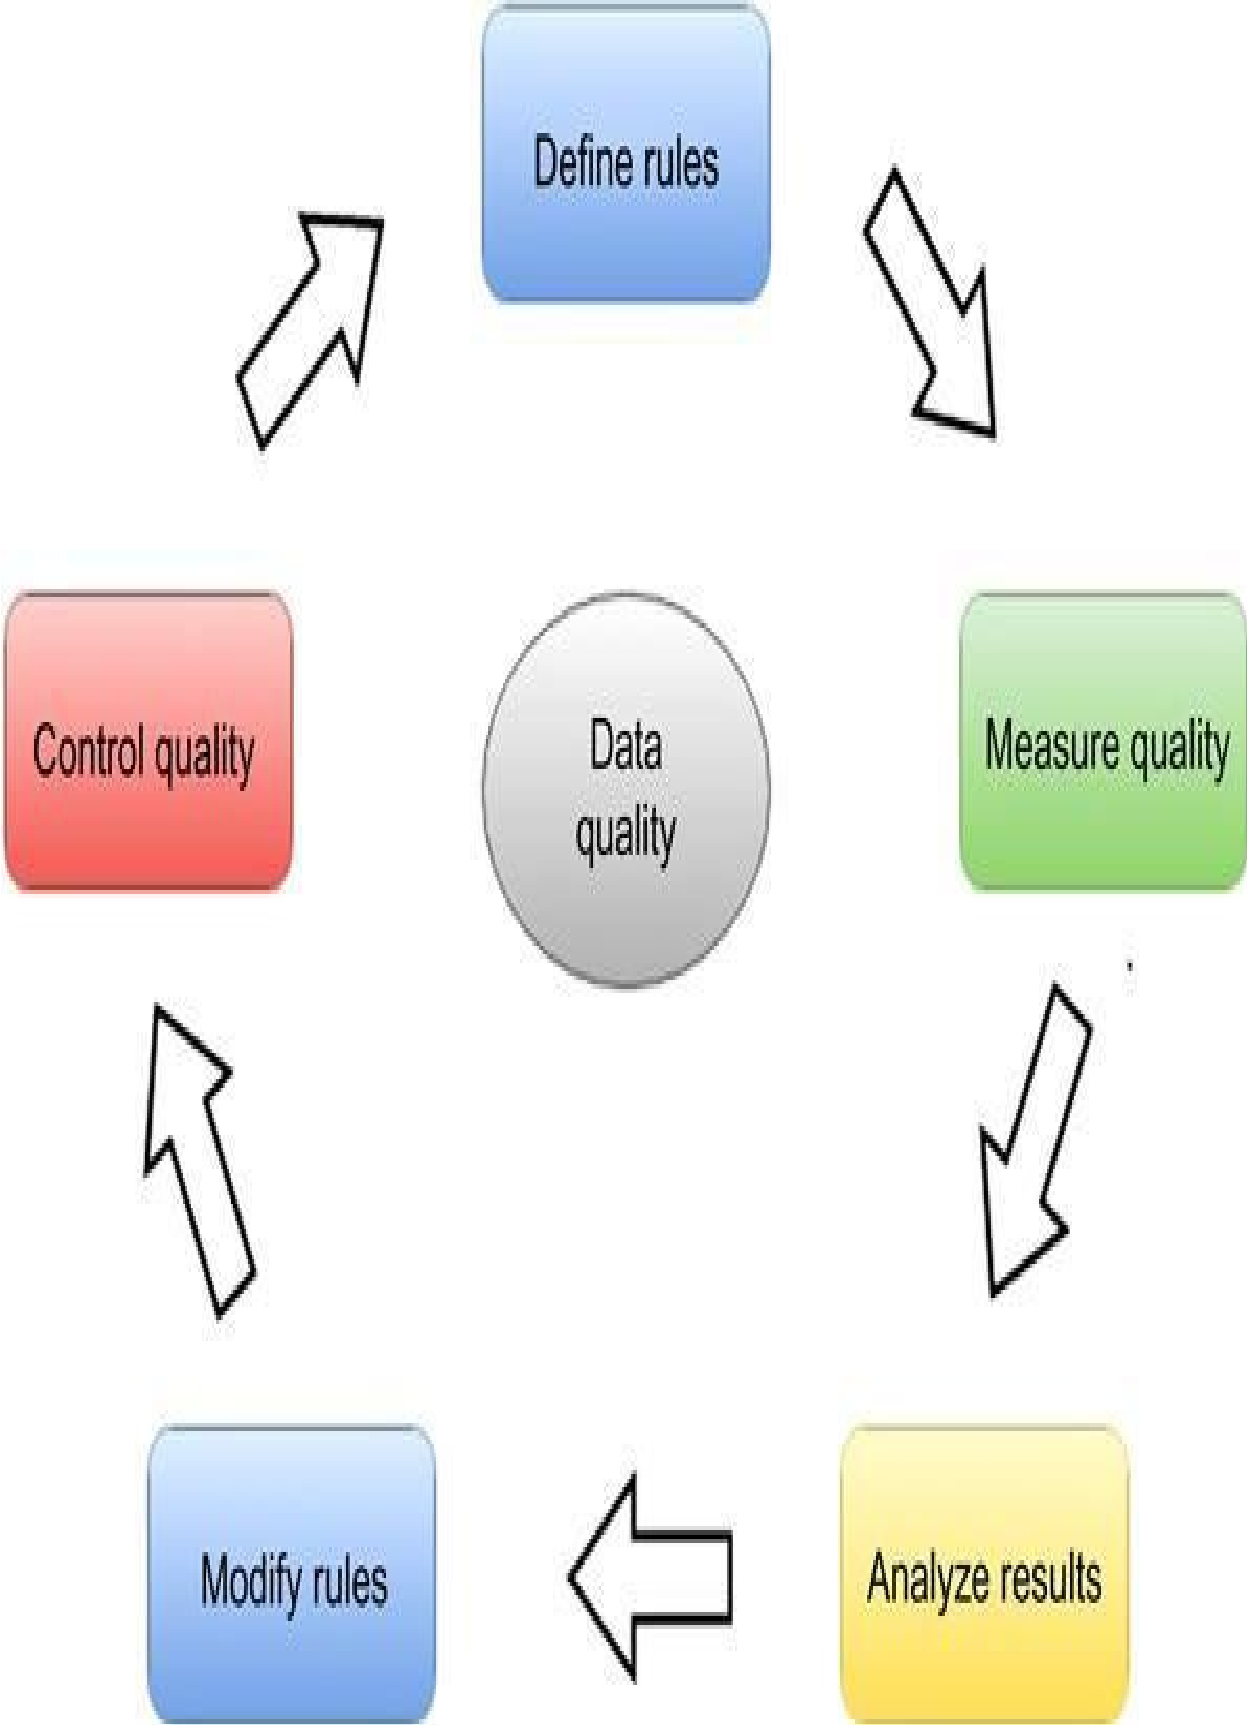 Define rules
Control quality
Data
quality
Measure quality
Modify rules
Analyze results